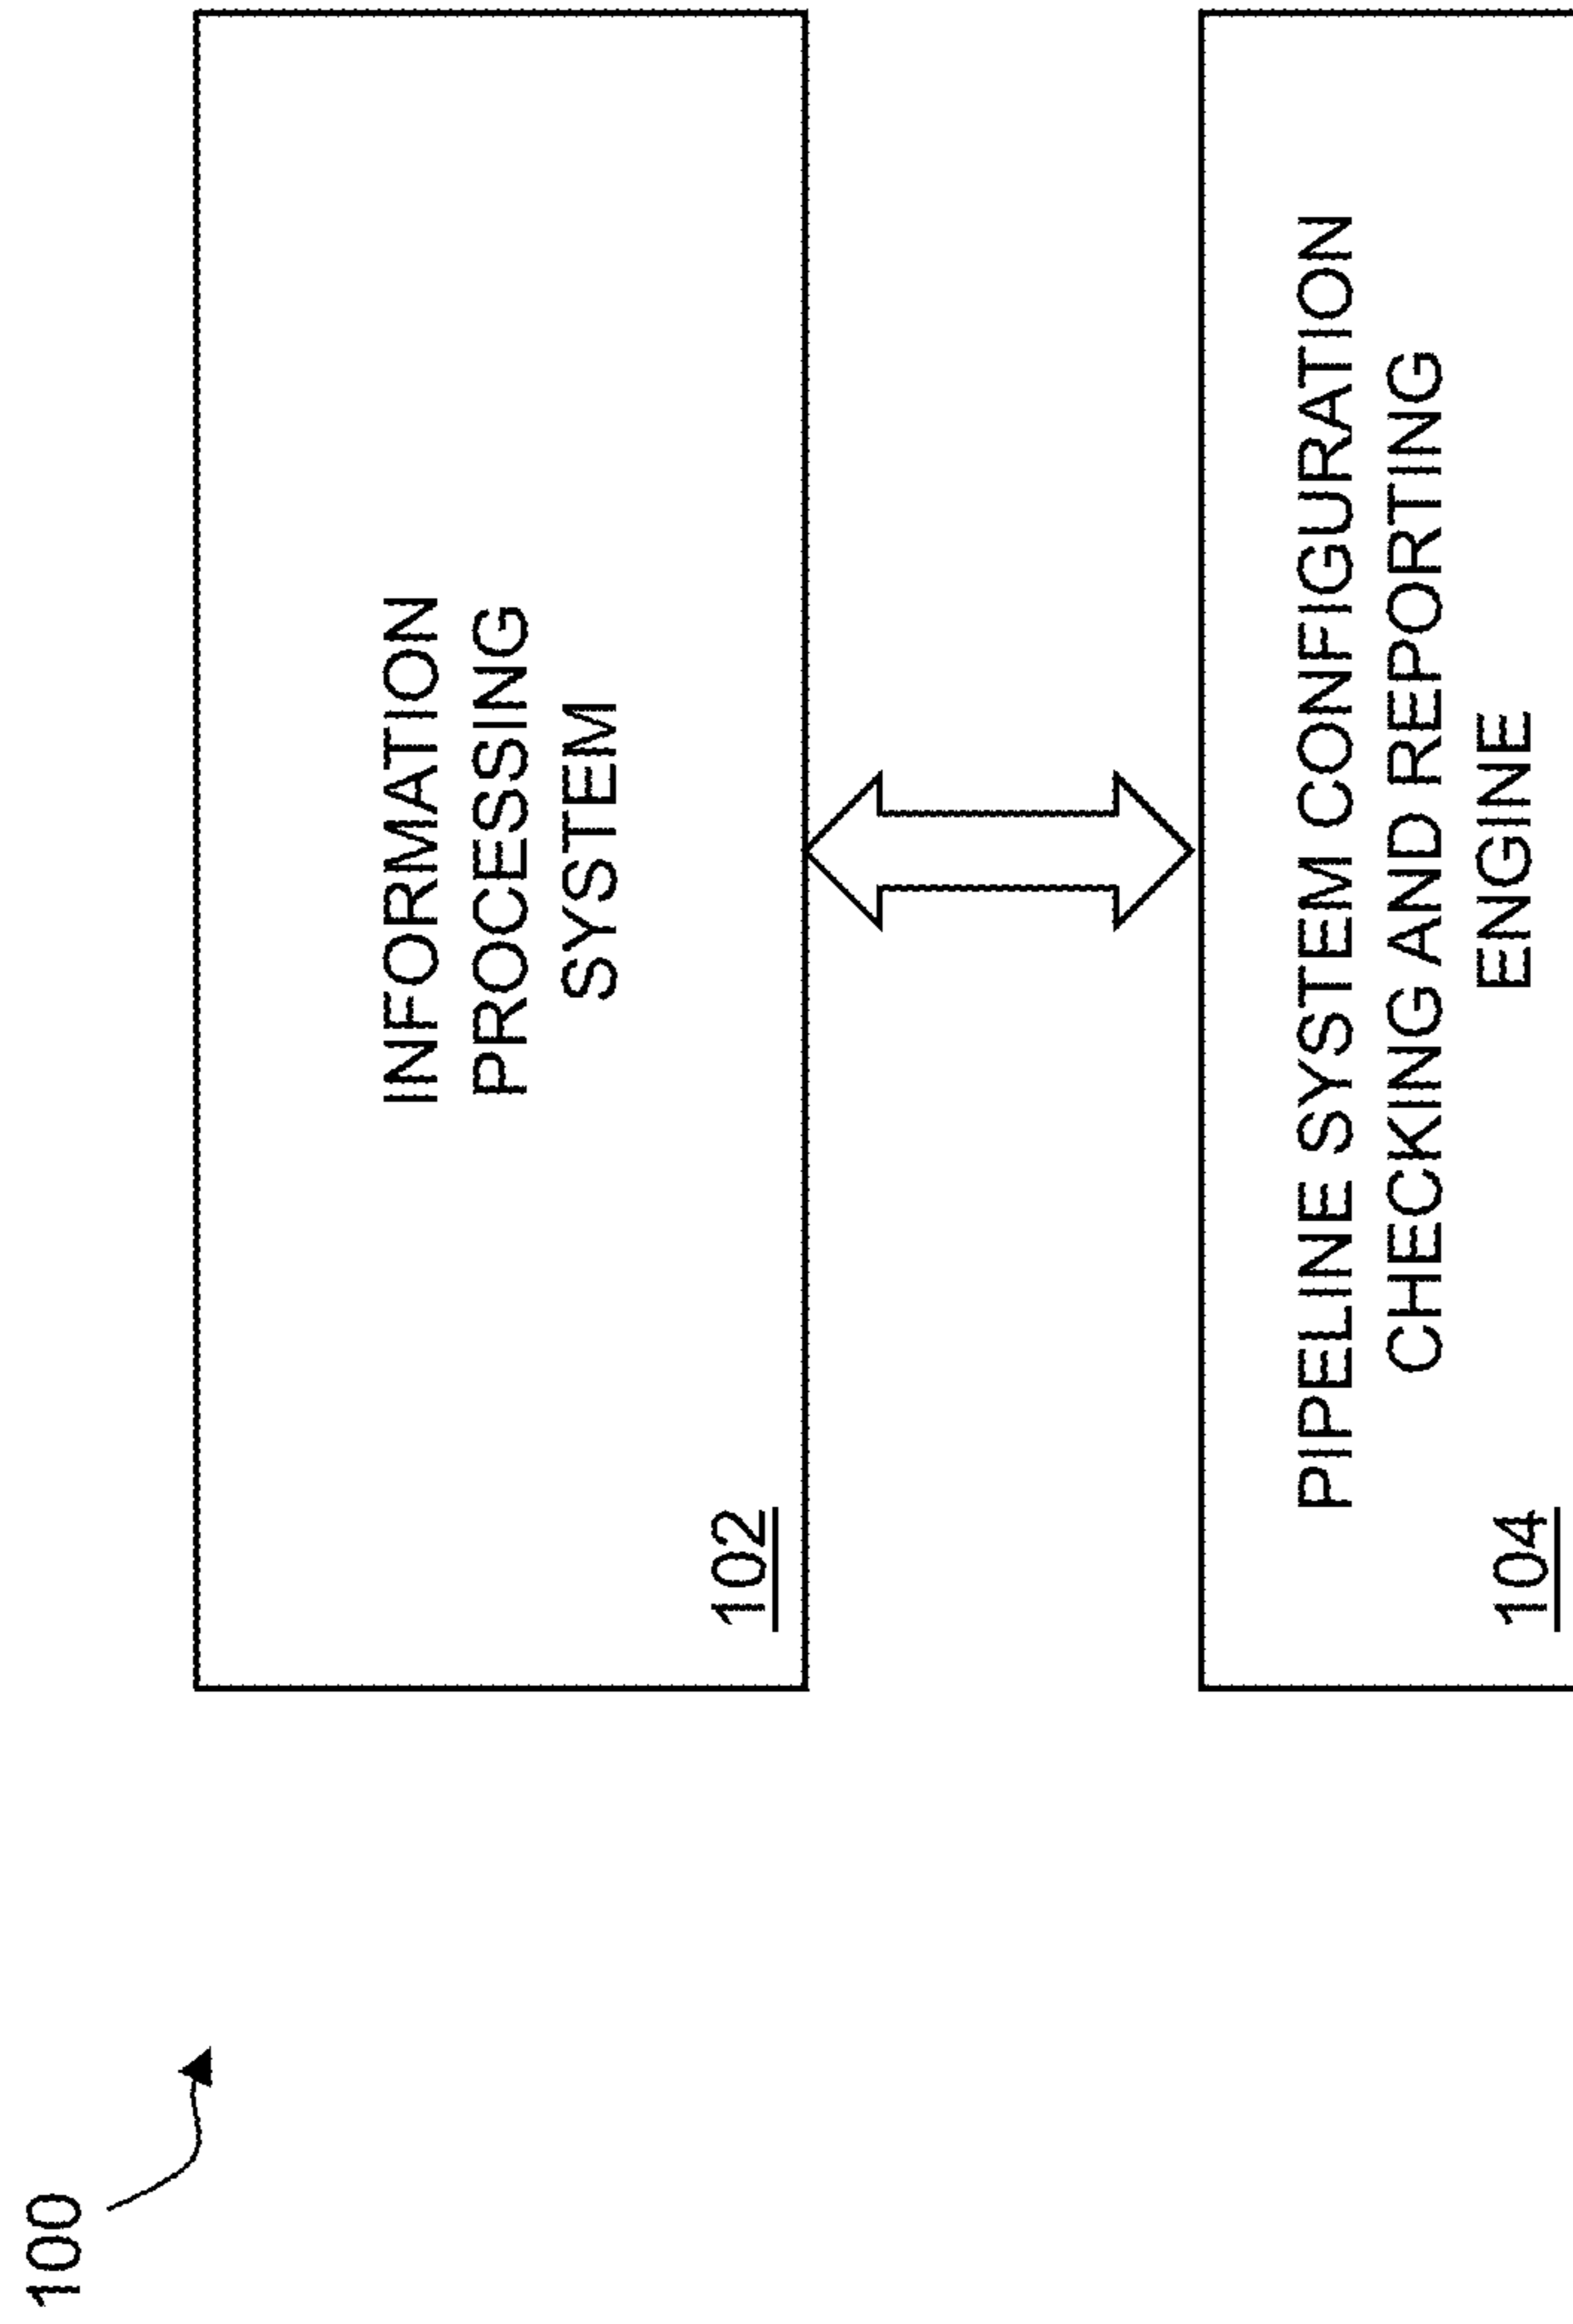 100
INFORMATION
PROCESSING
SYSTEM
102
PIPELINE SYSTEM CONFIGURATION
CHECKING AND REPORTING
ENGINE
104